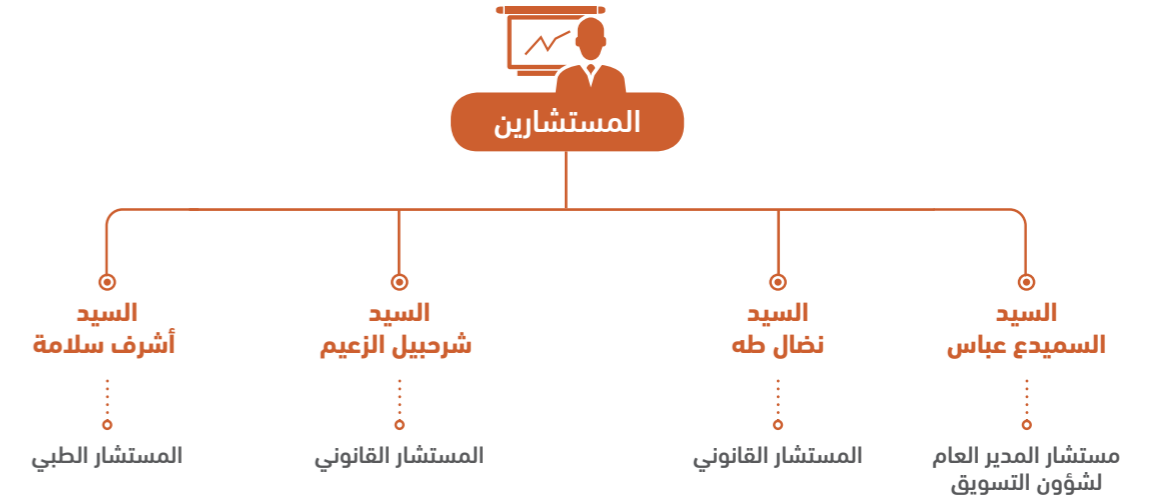 المستشارين
السيد
السميدع عباس
مستشار المدير العام
لشؤون التسويق
السيد
نضال طه
المستشار القانوني
السيد
شرحبيل الزعيم
المستشار القانوني
السيد
أشرف سلامة
المستشار الطبي